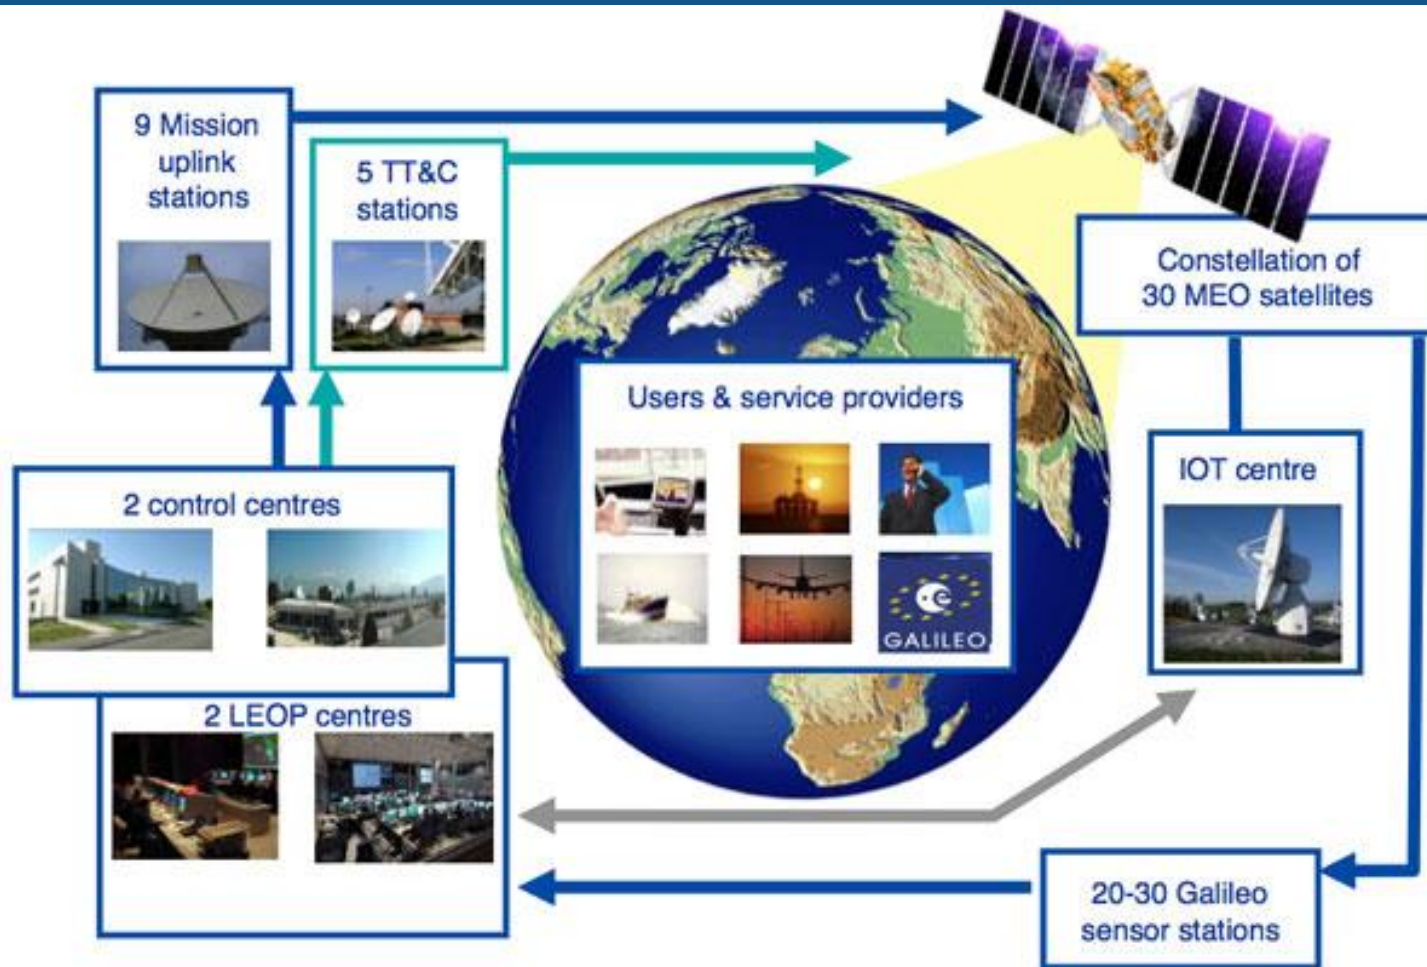 9 Mission
uplink
stations
5 TT&C
stations
Constellation of
30 MEO satellites
Users & service providers
GALILEO
IOT centre
2 control centres
2 LEOP centres
20-30 Galileo
sensor stations